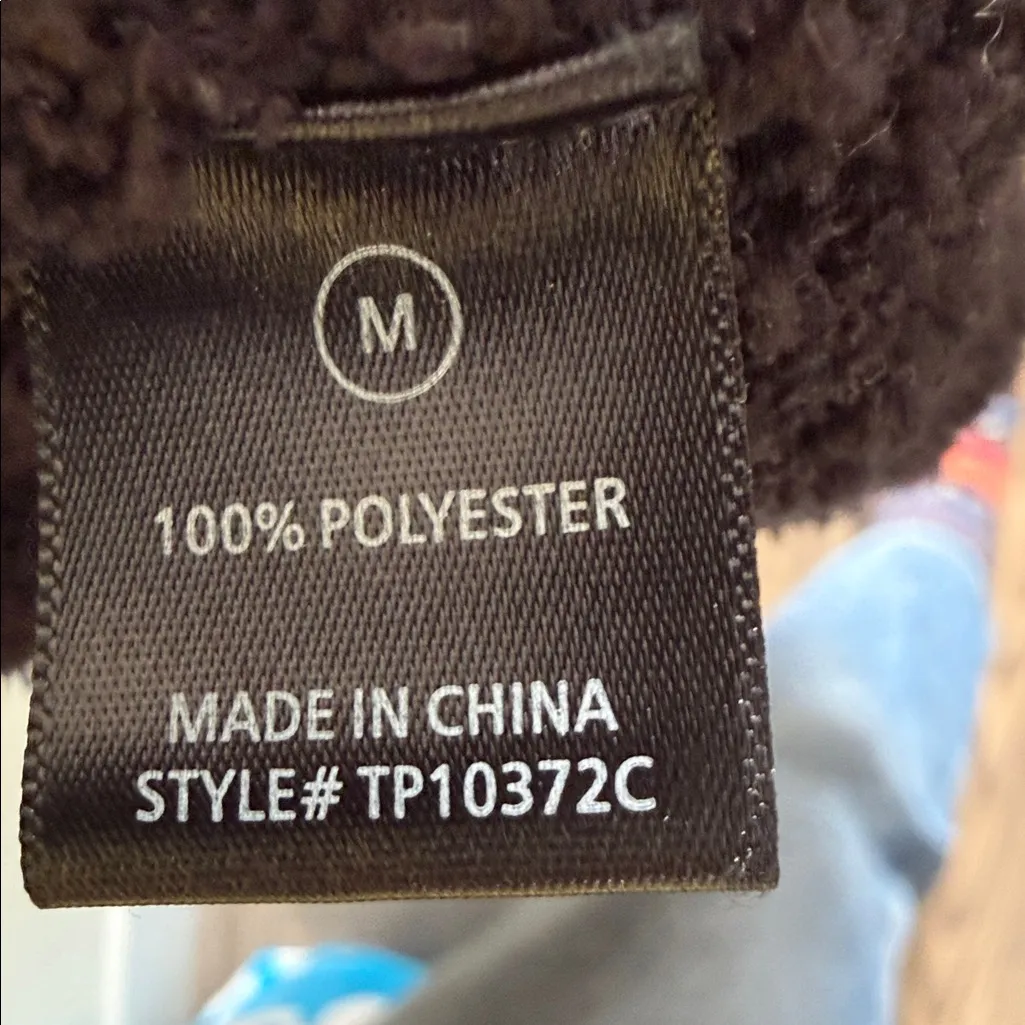 M
100% POLYESTER
MADE IN CHINA
STYLE# TP10372C